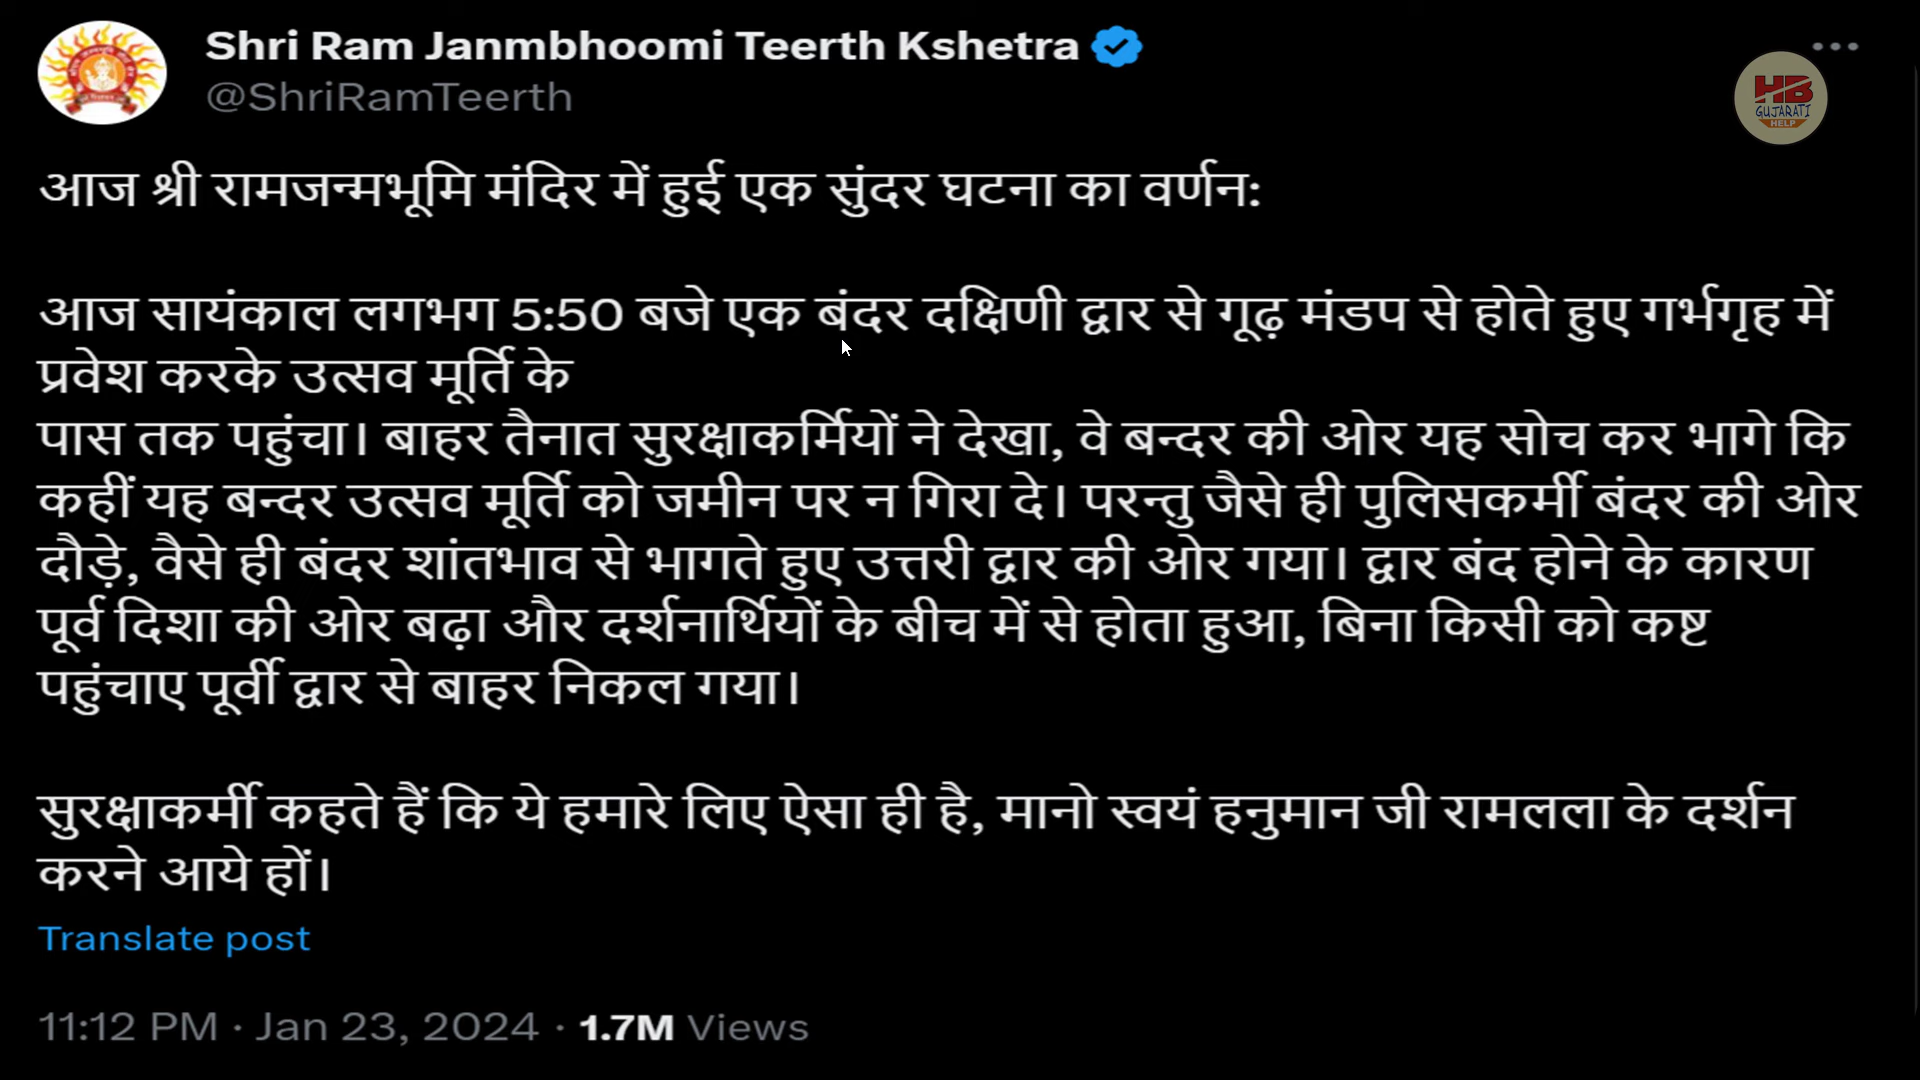 Shri Ram Janmbhoomi Teerth Kshetra
@ShriRamTeerth
HB
GUJARATI
HELP
आज श्री रामजन्मभूमि मंदिर में हुई एक सुंदर घटना का वर्णन:
आज सायंकाल लगभग 5:50 बजे एक बंदर दक्षिणी द्वार से गूढ़ मंडप से होते हुए गर्भगृह में
प्रवेश करके उत्सव मूर्ति के
पास तक पहुंचा। बाहर तैनात सुरक्षाकर्मियों ने देखा, वे बन्दर की ओर यह सोच कर भागे कि
कहीं यह बन्दर उत्सव मूर्ति को जमीन पर न गिरा दे। परन्तु जैसे ही पुलिसकर्मी बंदर की ओर
दौड़े, वैसे ही बंदर शांतभाव से भागते हुए उत्तरी द्वार की ओर गया। द्वार बंद होने के कारण
पूर्व दिशा की ओर बढ़ा और दर्शनार्थियों के बीच में से होता हुआ, बिना किसी को कष्ट
पहुंचाए पूर्वी द्वार से बाहर निकल गया।
सुरक्षाकर्मी कहते हैं कि ये हमारे लिए ऐसा ही है, मानो स्वयं हनुमान जी रामलला के दर्शन
करने आये हों।
Translate post
11:12 PM · Jan 23, 2024 · 1.7M Views